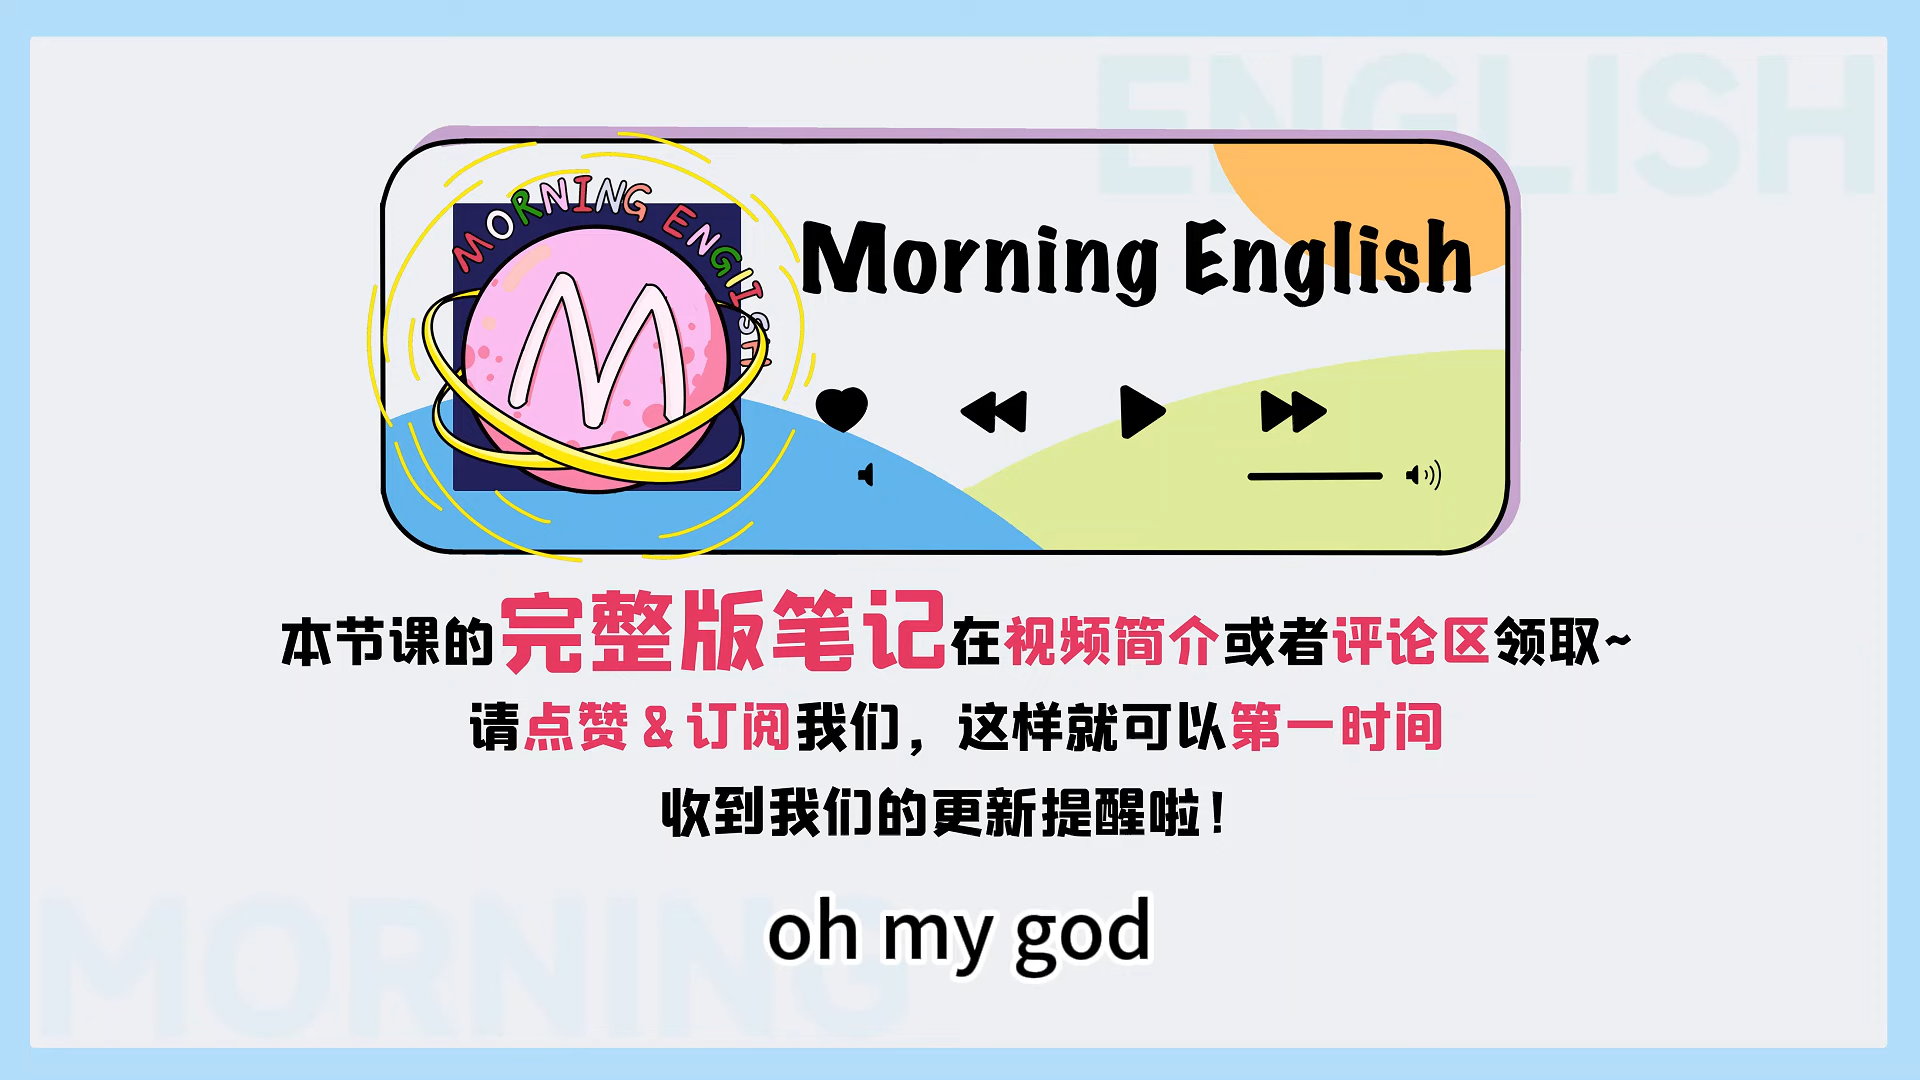 ENGLISH
MORNING ENGLISH
M
Morning English
本节课的完整版笔记在视频简介或者评论区领取~
请点赞&订阅我们，这样就可以第一时间
收到我们的更新提醒啦！
MORNING
oh my god